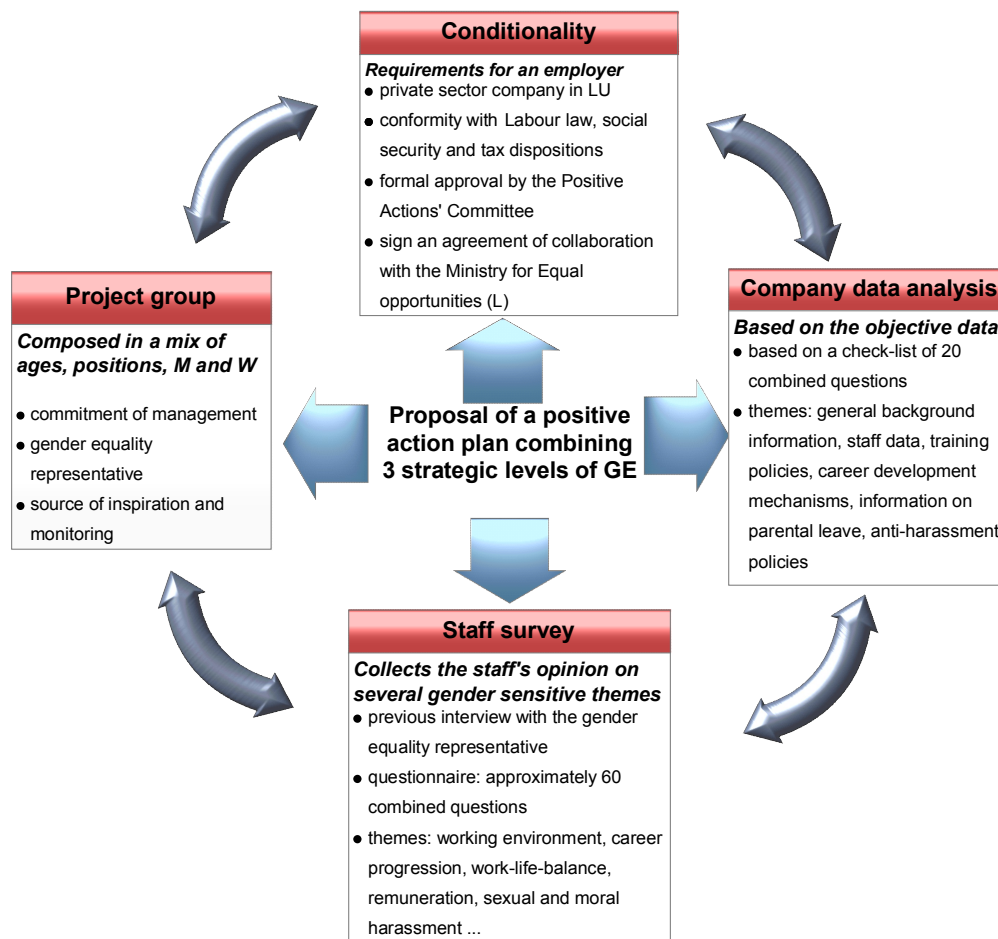 Conditionality
Requirements for an employer
● private sector company in LU
● conformity with Labour law, social
security and tax dispositions
● formal approval by the Positive
Actions' Committee
● sign an agreement of collaboration
with the Ministry for Equal
opportunities (L)
Project group
Composed in a mix of
ages, positions, M and W
● commitment of management
● gender equality
representative
● source of inspiration and
monitoring
Proposal of a positive
action plan combining
3 strategic levels of GE
Company data analysis
Based on the objective data
● based on a check-list of 20
combined questions
● themes: general background
information, staff data, training
policies, career development
mechanisms, information on
parental leave, anti-harassment
policies
Staff survey
Collects the staff's opinion on
several gender sensitive themes
● previous interview with the gender
equality representative
● questionnaire: approximately 60
combined questions
● themes: working environment, career
progression, work-life-balance,
remuneration, sexual and moral
harassment ...